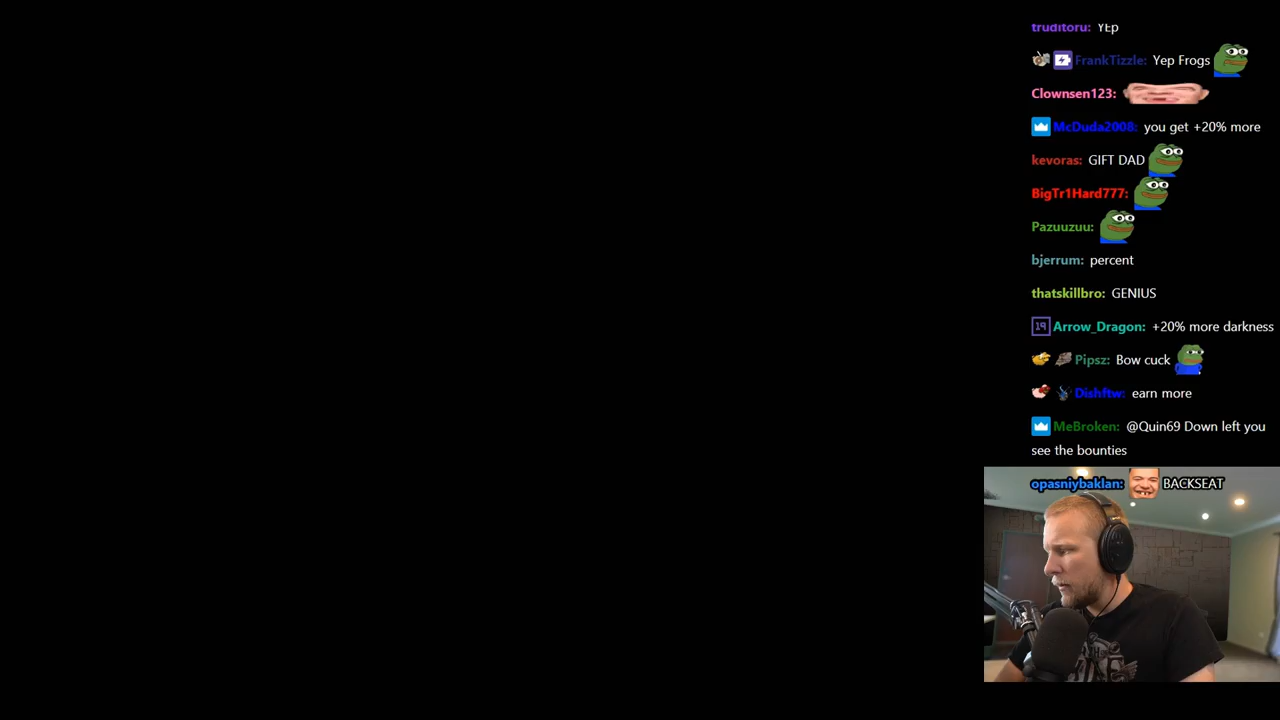 truditoru: YEp
FrankTizzle: Yep Frogs
Clownsen123:
McDuda2008: you get +20% more
kevoras: GIFT DAD
BigTr1Hard777:
Pazuuzuu:
bjerrum: percent
thatskillbro: GENIUS
19 Arrow_Dragon: +20% more darkness
Pipsz: Bow cuck
Dishftw: earn more
MeBroken: @Quin69 Down left you
see the bounties
opasniybaklan: BACKSEAT